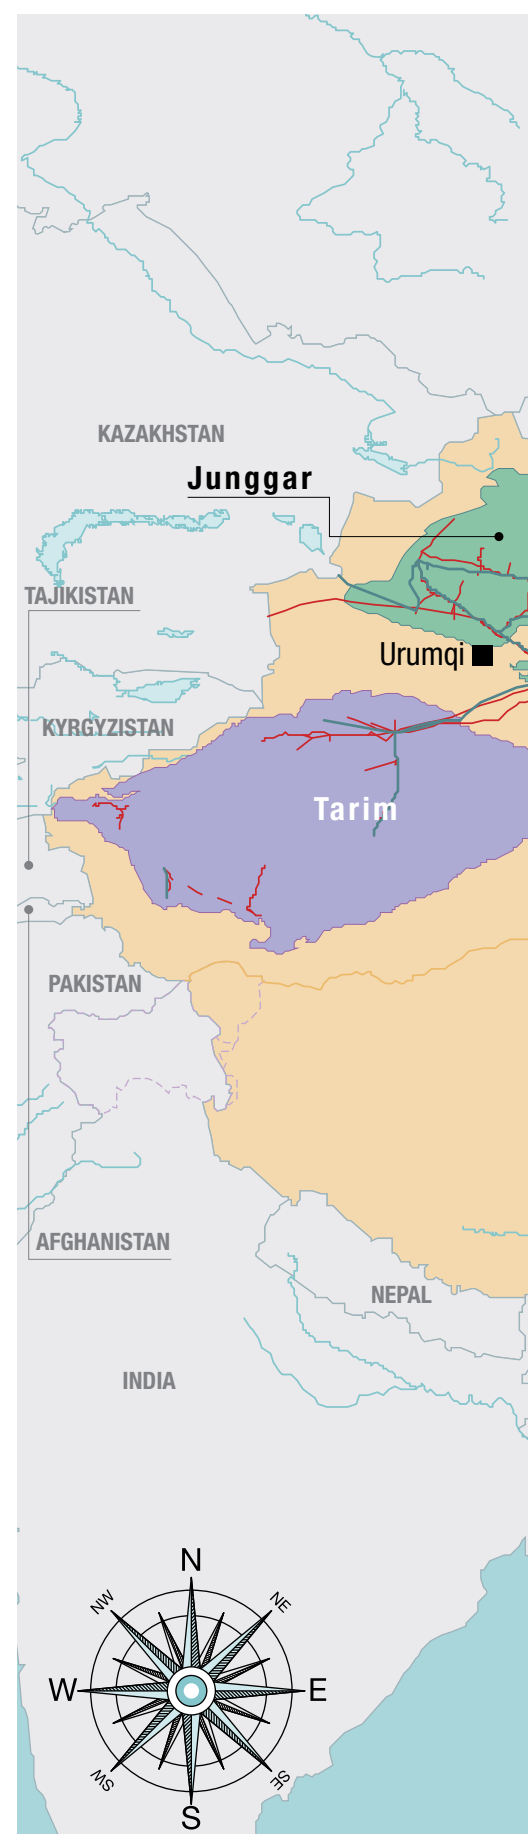 KAZAKHSTAN
Junggar
TAJIKISTAN
Urumqi
KYRGYZISTAN
Tarim
PAKISTAN
AFGHANISTAN
NEPAL
INDIA
N
NW
NE
W
E
SW
SE
S